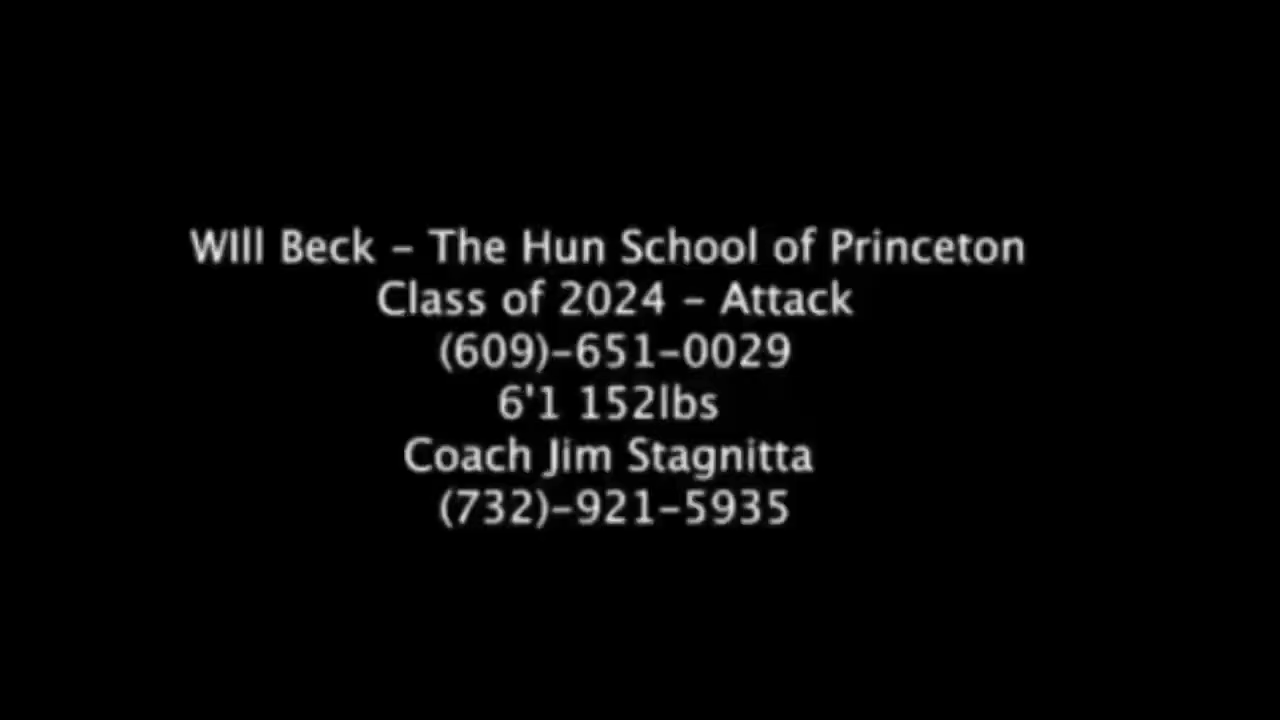 WIll Beck - The Hun School of Princeton
Class of 2024 - Attack
(609)-651-0029
6'1 152lbs
Coach Jim Stagnitta
(732)-921-5935